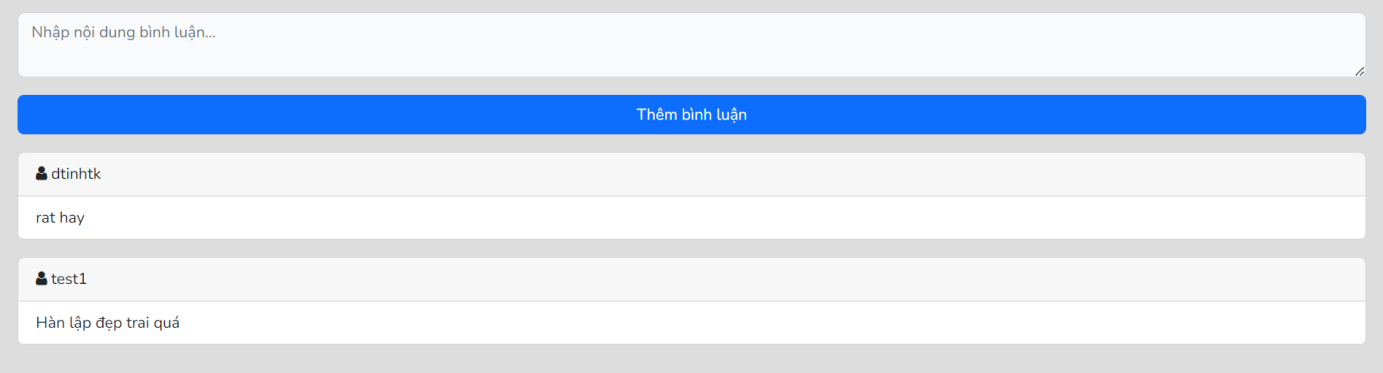 Nhập nội dung bình luận...
Thêm bình luận
dtinhtk
rat hay
test1
Hàn lập đẹp trai quá